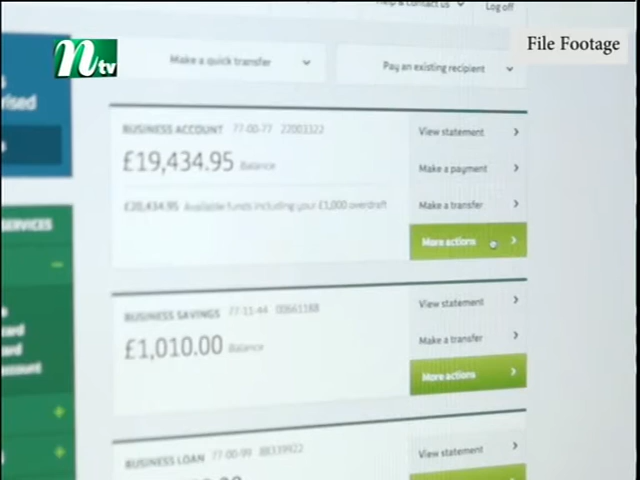 Help & contact us
Log off
File Footage
ntv
Make a quick transfer
Pay an existing recipient
BUSINESS ACCOUNT 77-00-77 22003322
£19,434.95 Balance
£20,434.95 Available funds including your £1,000 overdraft
View statement
Make a payment
Make a transfer
More actions
SERVICES
BUSINESS SAVINGS 77-11-44 00661188
£1,010.00 Balance
View statement
Make a transfer
More actions
BUSINESS LOAN 77-00-99 88339922
View statement